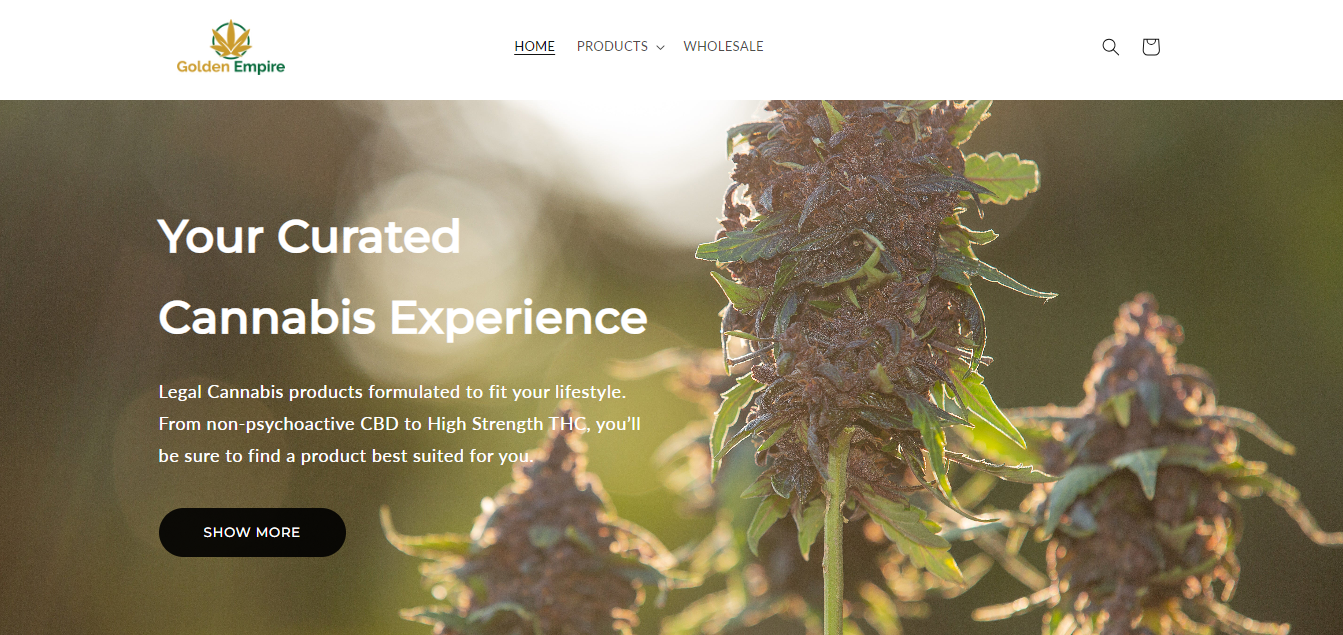 Golden Empire
HOME
PRODUCTS
WHOLESALE
Your Curated
Cannabis Experience
Legal Cannabis products formulated to fit your lifestyle.
From non-psychoactive CBD to High Strength THC, you’ll
be sure to find a product best suited for you.
SHOW MORE